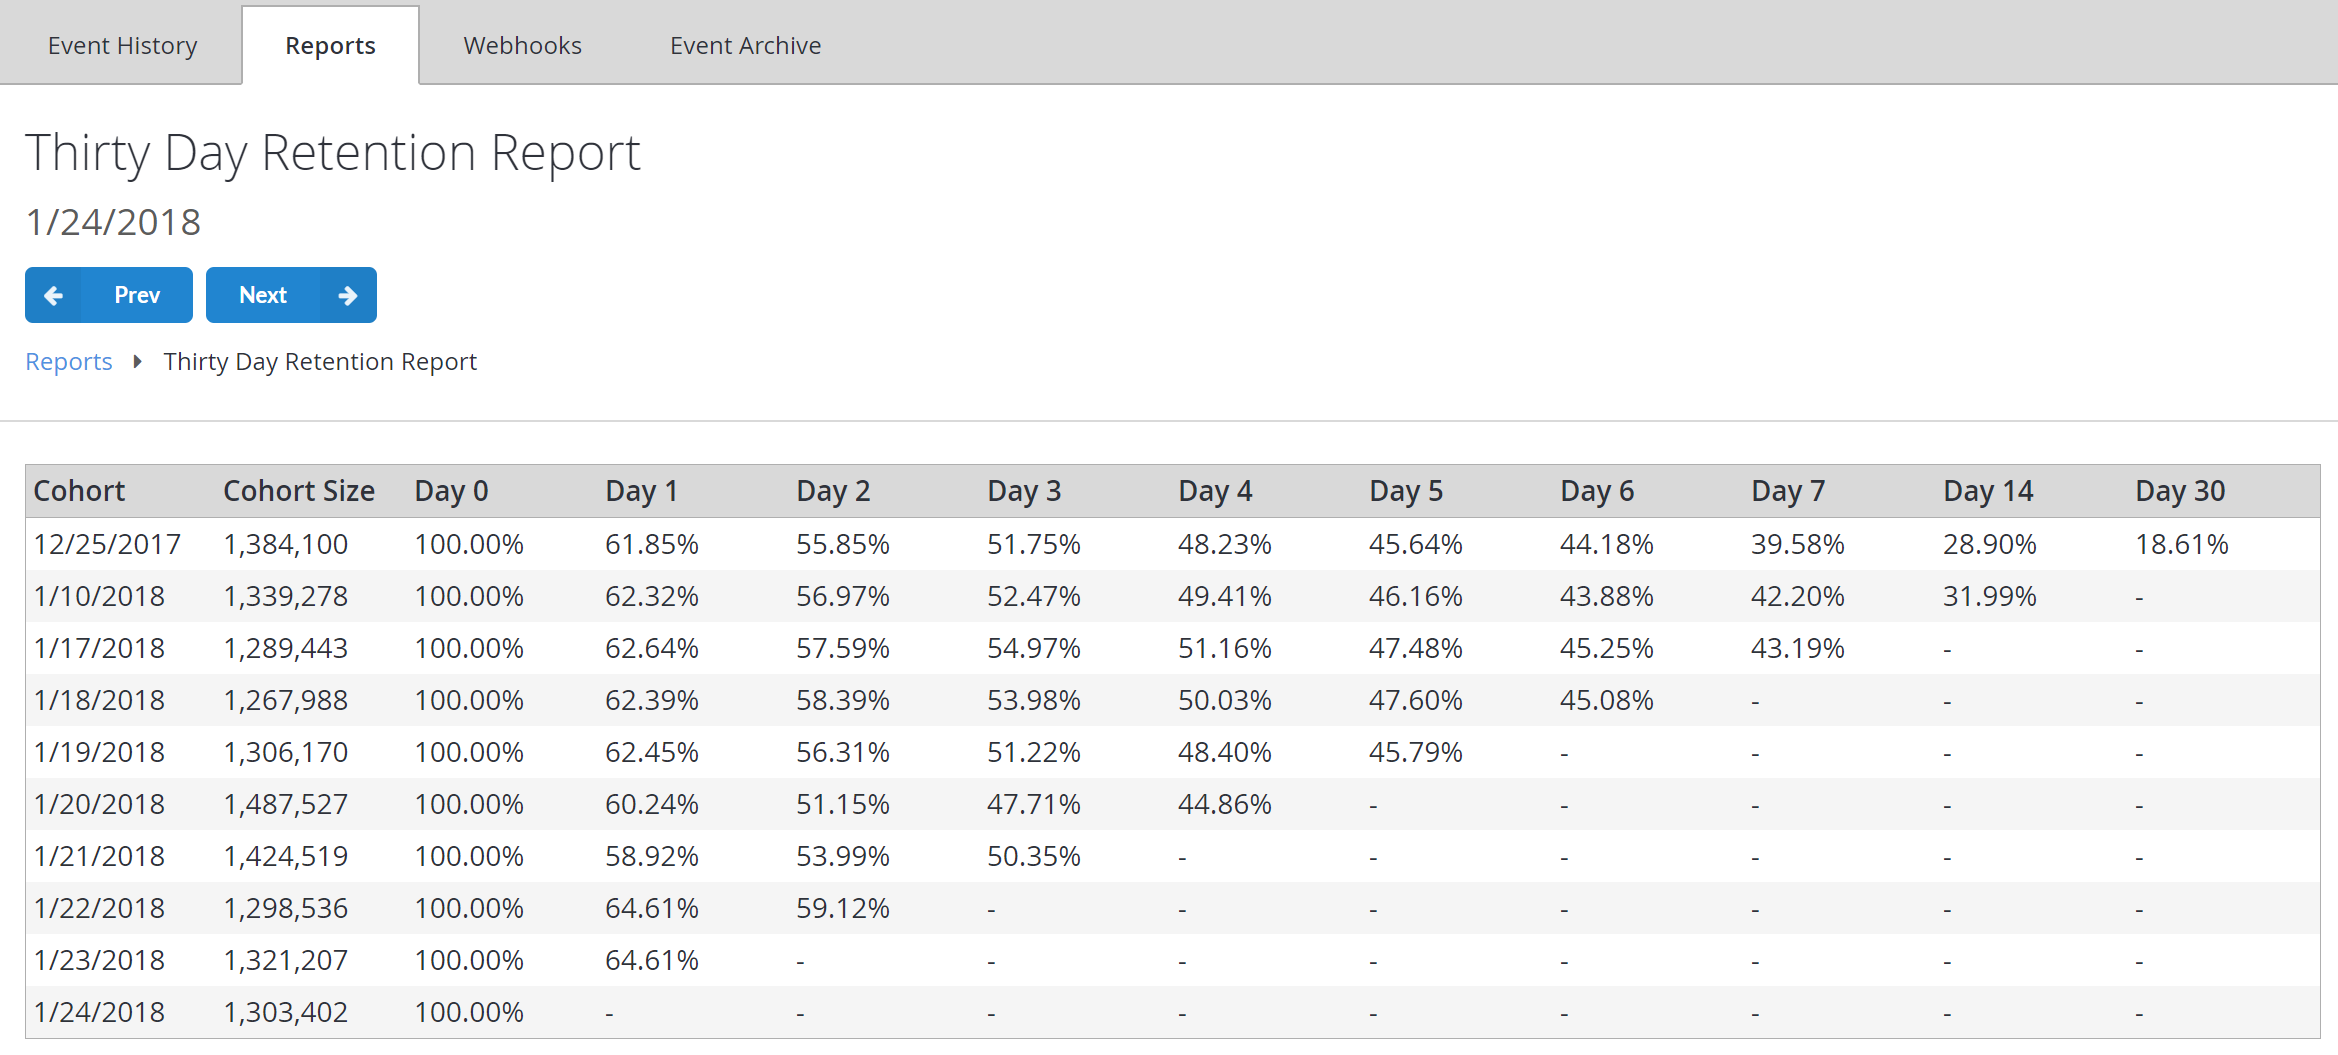 Event History Reports Webhooks Event Archive
Thirty Day Retention Report
1/24/2018
Prev Next
Reports Thirty Day Retention Report
Cohort Cohort Size Day 0 Day 1 Day 2 Day 3 Day 4 Day 5 Day 6 Day 7 Day 14 Day 30
12/25/2017 1,384,100 100.00% 61.85% 55.85% 51.75% 48.23% 45.64% 44.18% 39.58% 28.90% 18.61%
1/10/2018 1,339,278 100.00% 62.32% 56.97% 52.47% 49.41% 46.16% 43.88% 42.20% 31.99% -
1/17/2018 1,289,443 100.00% 62.64% 57.59% 54.97% 51.16% 47.48% 45.25% 43.19% - -
1/18/2018 1,267,988 100.00% 62.39% 58.39% 53.98% 50.03% 47.60% 45.08% - - -
1/19/2018 1,306,170 100.00% 62.45% 56.31% 51.22% 48.40% 45.79% - - - -
1/20/2018 1,487,527 100.00% 60.24% 51.15% 47.71% 44.86% - - - - -
1/21/2018 1,424,519 100.00% 58.92% 53.99% 50.35% - - - - - -
1/22/2018 1,298,536 100.00% 64.61% 59.12% - - - - - - -
1/23/2018 1,321,207 100.00% 64.61% - - - - - - - -
1/24/2018 1,303,402 100.00% - - - - - - - - -